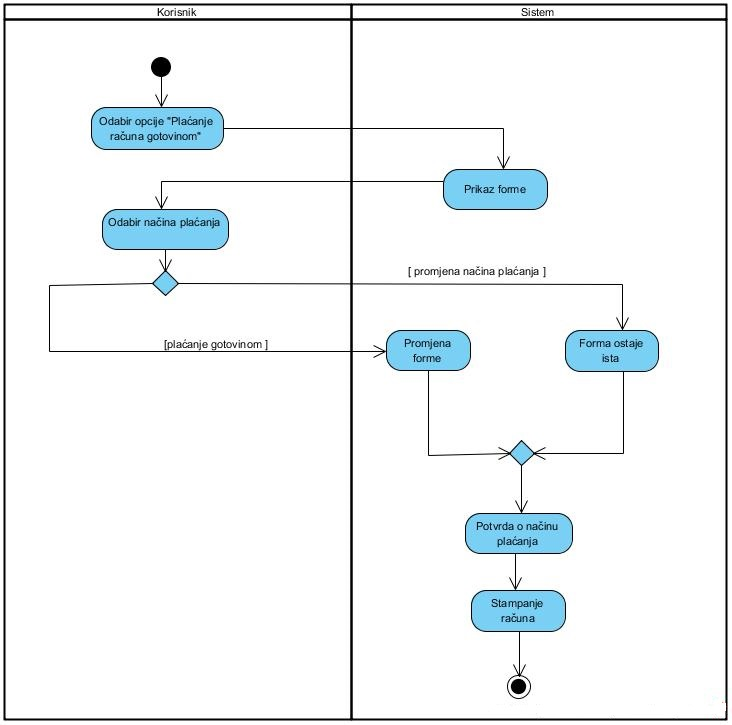 Korisnik
Sistem
Odabir opcije "Plaćanje
računa gotovinom"
Prikaz forme
Odabir načina plaćanja
[ promjena načina plaćanja ]
[plaćanje gotovinom ]
Promjena
forme
Forma ostaje
ista
Potvrda o načinu
plaćanja
Stampanje
računa